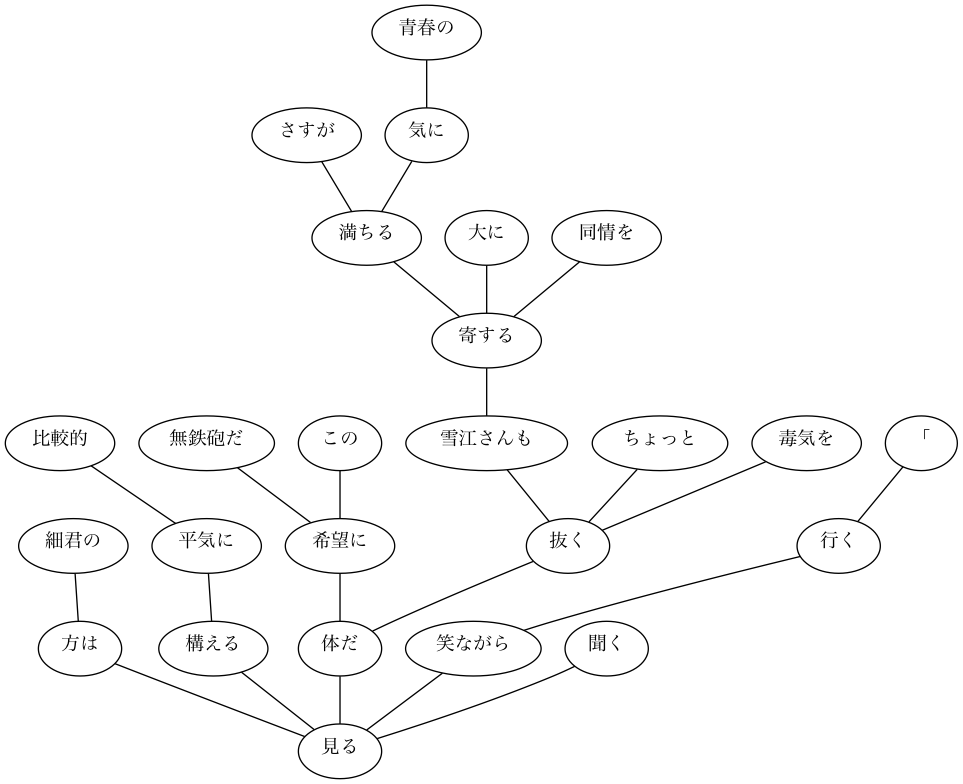 青春の
さすが
気に
満ちる
大に
同情を
寄する
比較的
無鉄砲だ
この
雪江さんも
ちょっと
毒気を
「
細君の
平気に
希望に
抜く
行く
方は
構える
体だ
笑ながら
聞く
見る